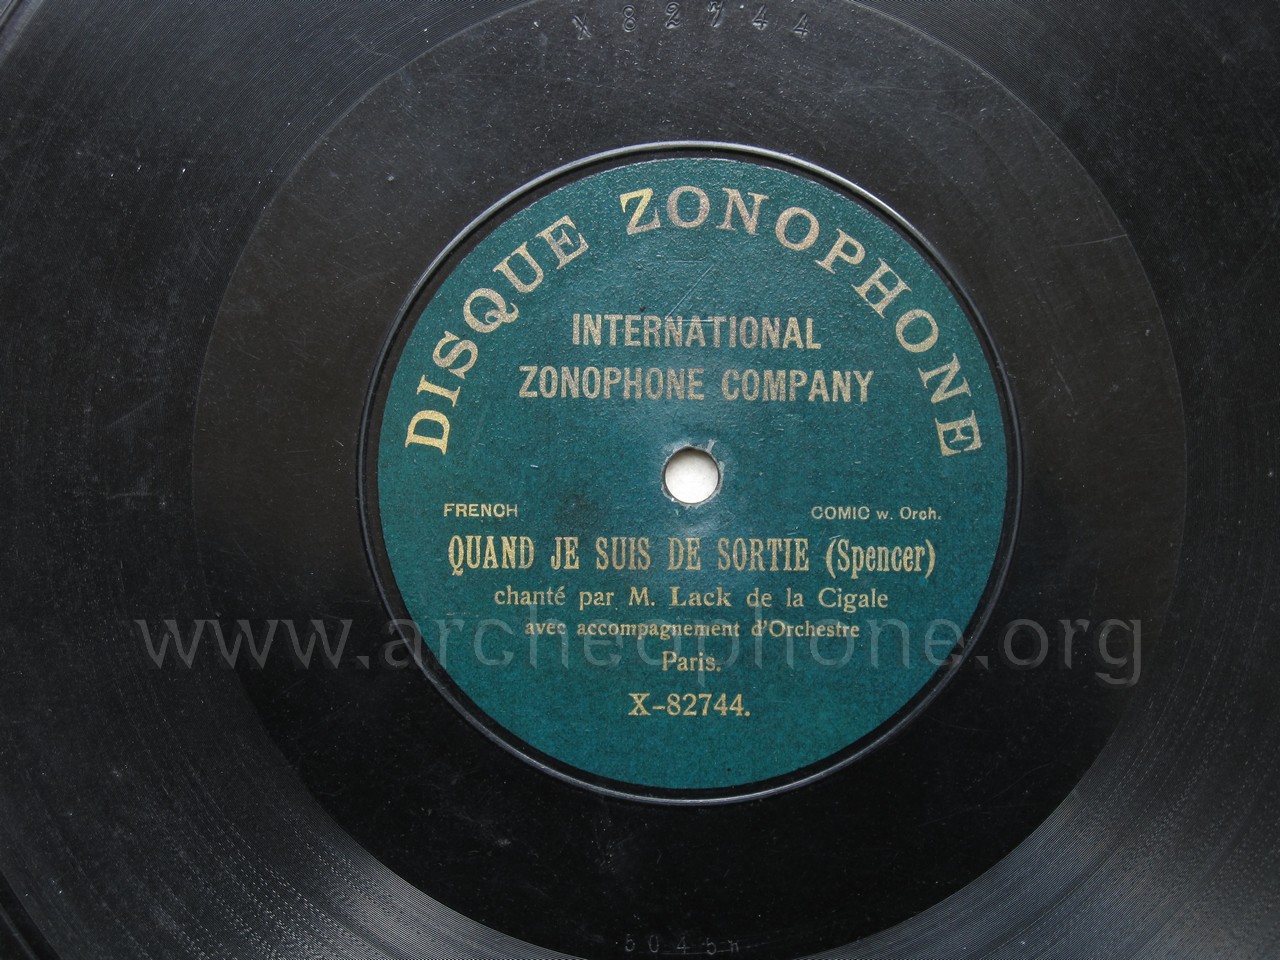 X 82744
DISQUE ZONOPHONE
INTERNATIONAL
ZONOPHONE COMPANY
FRENCH COMIC w. Orch.
QUAND JE SUIS DE SORTIE (Spencer)
chanté par M. Lack de la Cigale
avec accompagnement d'Orchestre
www.archeophone.org
Paris.
X-82744.
5045n